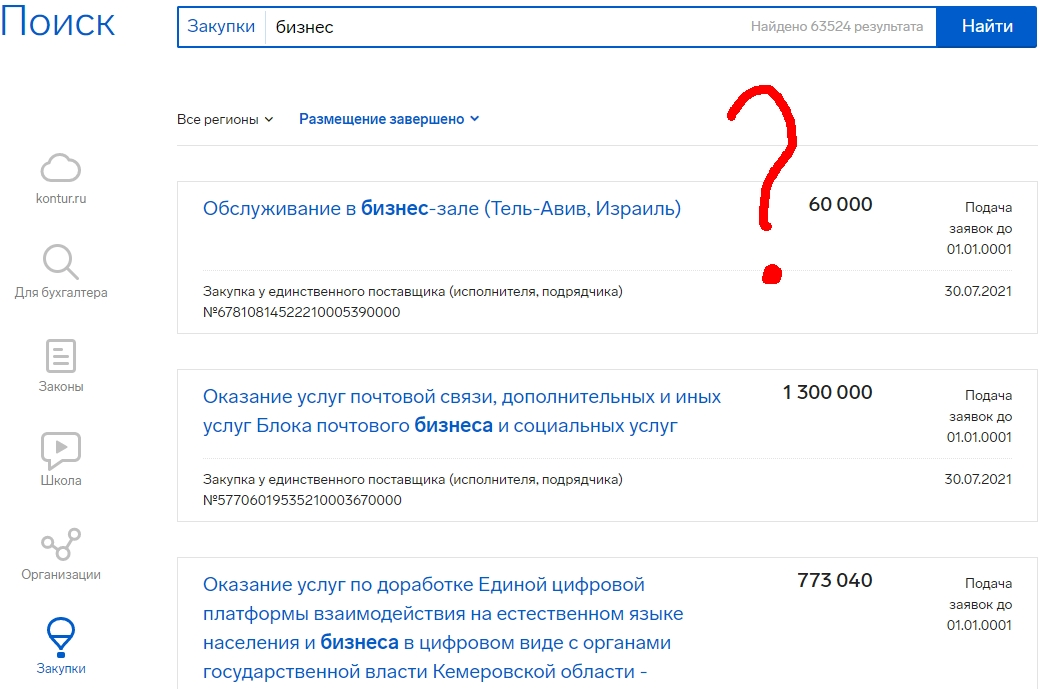 Поиск
Закупки бизнес Найдено 63524 результата Найти
Все регионы Размещение завершено
kontur.ru
Для бухгалтера
Законы
Школа
Организации
Закупки
Обслуживание в бизнес-зале (Тель-Авив, Израиль) 60 000
Подача
заявок до
01.01.0001
Закупка у единственного поставщика (исполнителя, подрядчика) 30.07.2021
№67810814522210005390000
Оказание услуг почтовой связи, дополнительных и иных 1 300 000
услуг Блока почтового бизнеса и социальных услуг
Подача
заявок до
01.01.0001
Закупка у единственного поставщика (исполнителя, подрядчика) 30.07.2021
№57706019535210003670000
Оказание услуг по доработке Единой цифровой 773 040
платформы взаимодействия на естественном языке
населения и бизнеса в цифровом виде с органами
государственной власти Кемеровской области -
Подача
заявок до
01.01.0001
?